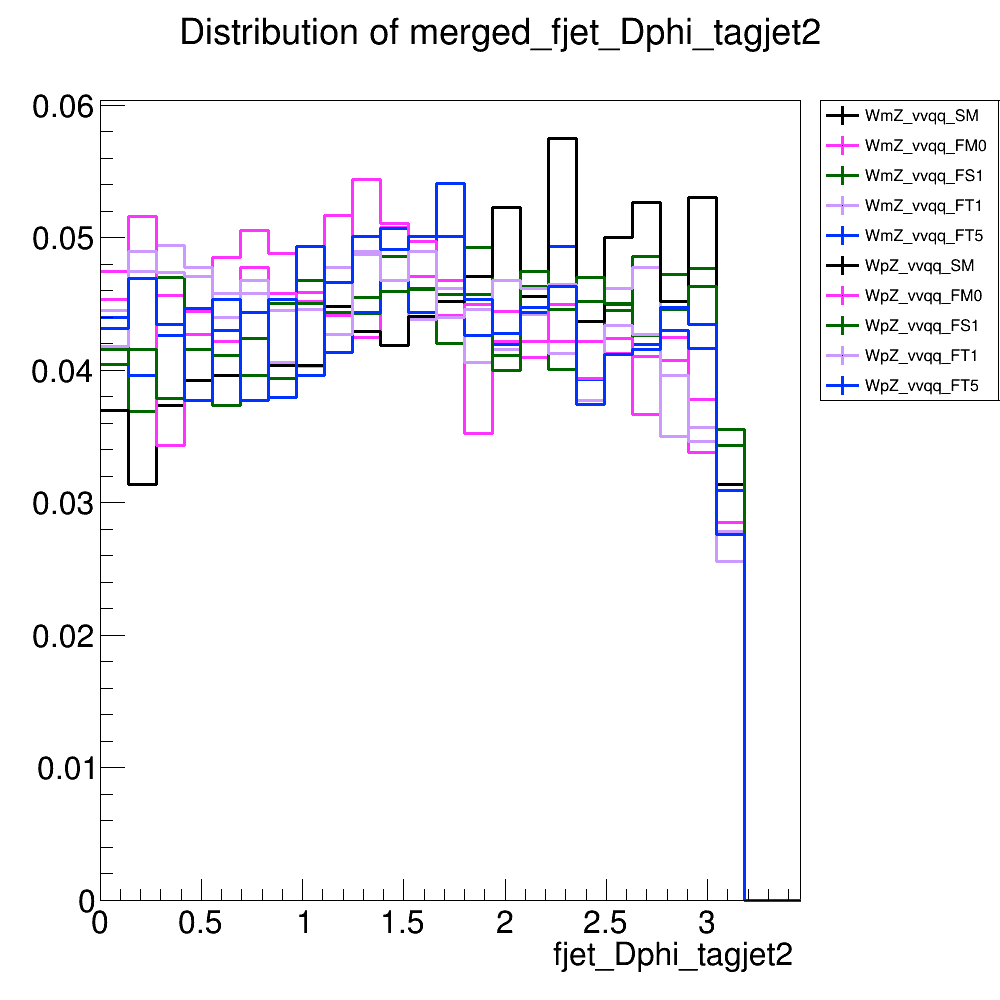 Distribution of merged_fjet_Dphi_tagjet2
0.06
0.05
0.04
0.03
0.02
0.01
0
0 0.5 1 1.5 2 2.5 3
fjet_Dphi_tagjet2
WmZ_vvqq_SM
WmZ_vvqq_FM0
WmZ_vvqq_FS1
WmZ_vvqq_FT1
WmZ_vvqq_FT5
WpZ_vvqq_SM
WpZ_vvqq_FM0
WpZ_vvqq_FS1
WpZ_vvqq_FT1
WpZ_vvqq_FT5